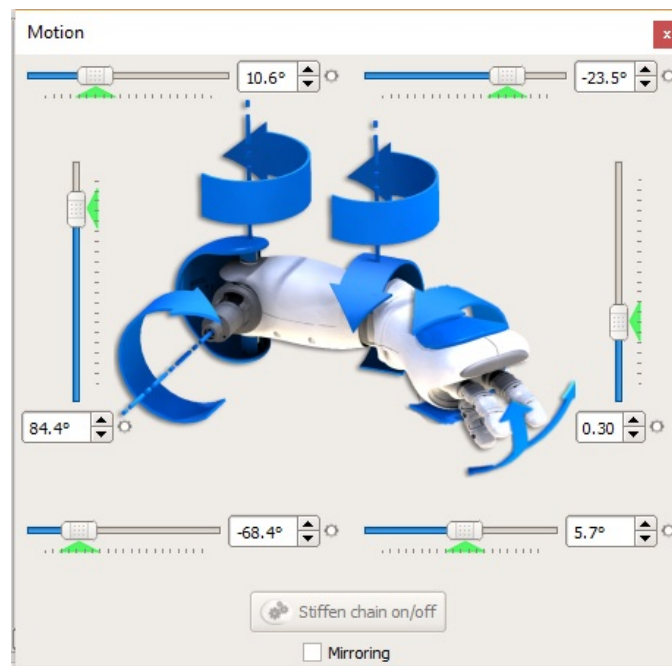 Motion
x
10.6°
-23.5°
84.4°
0.30
-68.4°
5.7°
Stiffen chain on/off
Mirroring